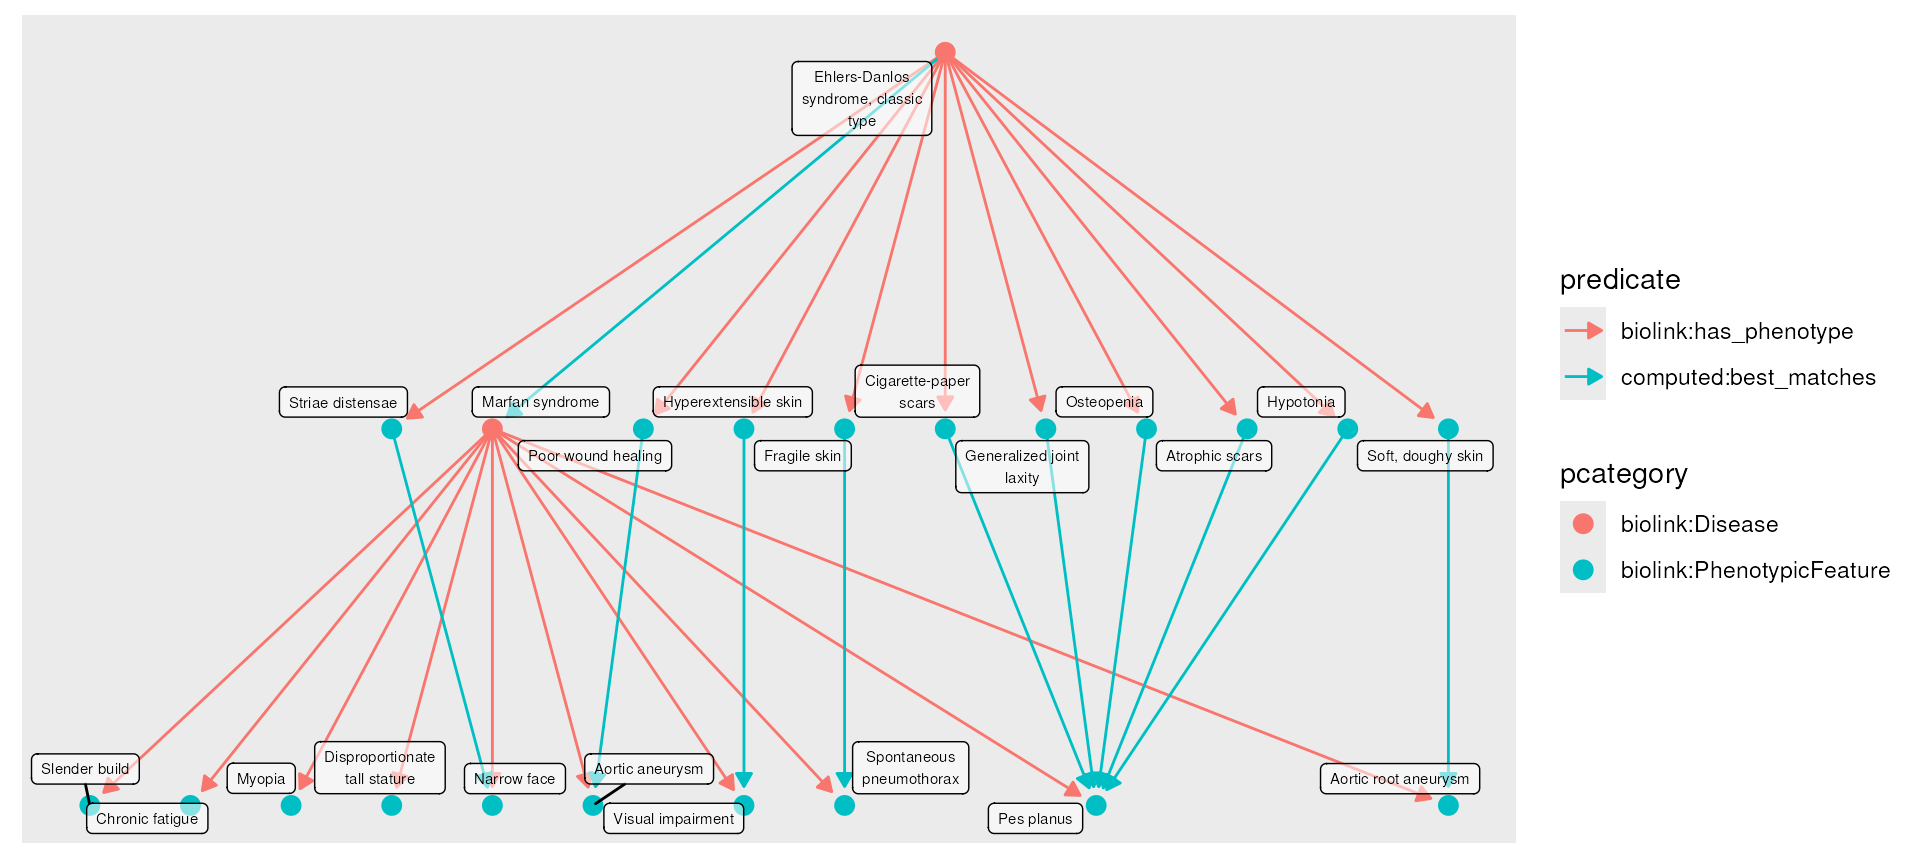 Ehlers-Danlos
syndrome, classic
type
predicate
biolink:has_phenotype
computed:best_matches
Striae distensae
Marfan syndrome
Hyperextensible skin
Cigarette-paper
scars
Osteopenia
Hypotonia
Poor wound healing
Fragile skin
Generalized joint
laxity
Atrophic scars
Soft, doughy skin
pcategory
biolink:Disease
biolink:PhenotypicFeature
Slender build
Myopia
Disproportionate
tall stature
Narrow face
Aortic aneurysm
Spontaneous
pneumothorax
Aortic root aneurysm
Chronic fatigue
Visual impairment
Pes planus